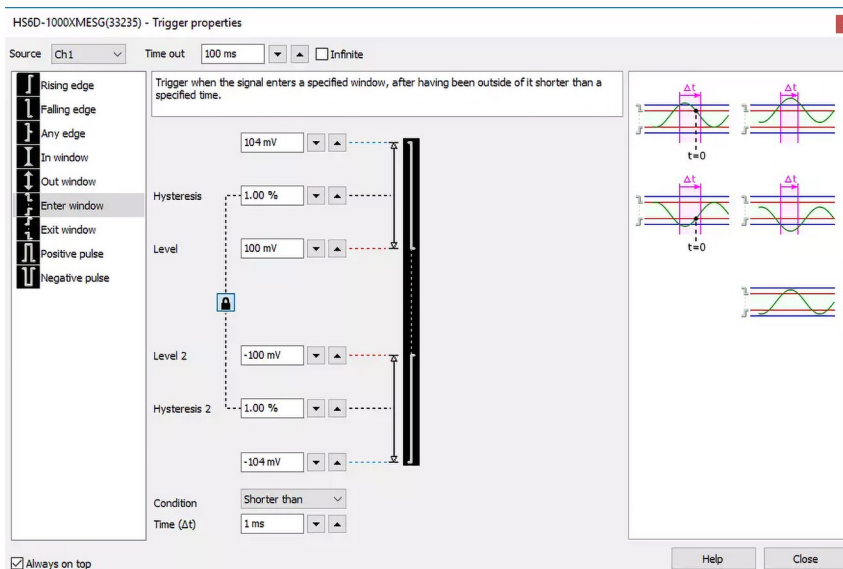 HS6D-1000XMESG(33235) - Trigger properties
Source Ch1 Time out 100 ms Infinite
Rising edge
Falling edge
Any edge
In window
Out window
Enter window
Exit window
Positive pulse
Negative pulse
Trigger when the signal enters a specified window, after having been outside of it shorter than a
specified time.
104 mV
Hysteresis 1.00 %
Level 100 mV
Level 2 -100 mV
Hysteresis 2 1.00 %
-104 mV
Condition Shorter than
Time (Δt) 1 ms
Δt Δt
t=0
Δt Δt
t=0
Always on top
Help Close